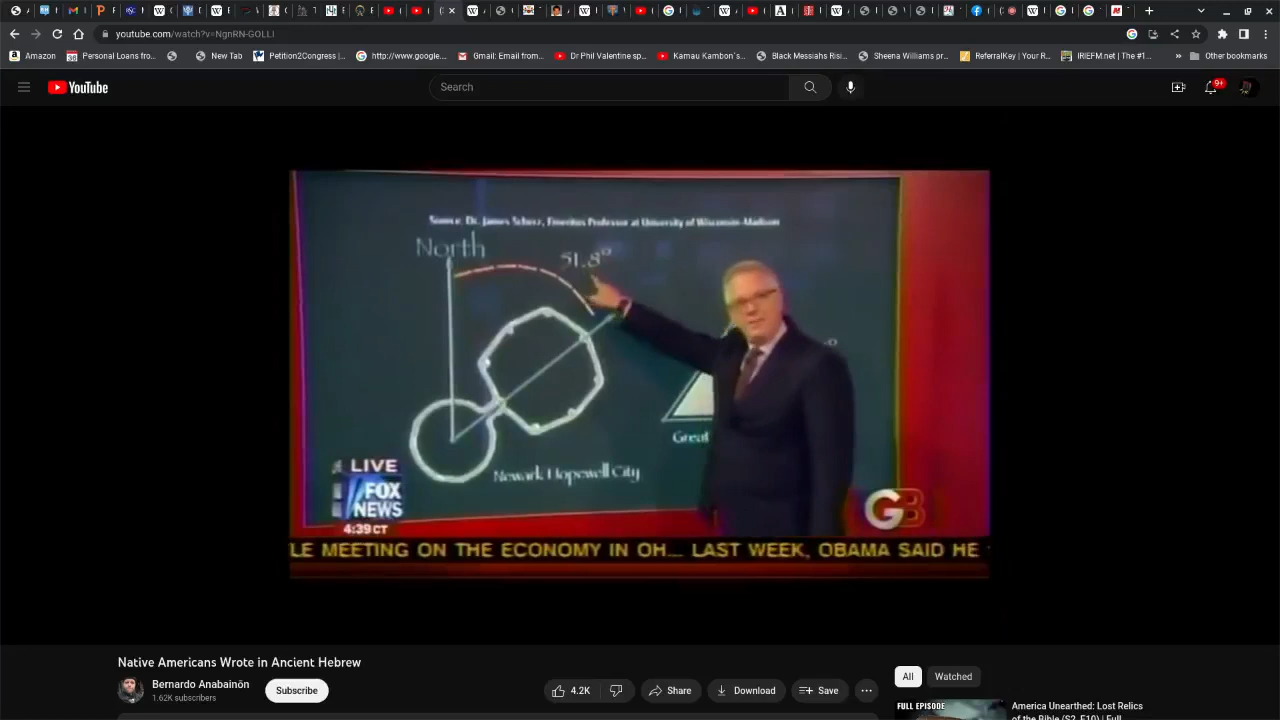 youtube.com/watch?v=NgnRN-GOLLI
Amazon
Personal Loans fro...
New Tab
Petition2Congress |...
http://www.google...
Gmail: Email from...
Dr Phil Valentine sp...
Kamau Kambon`s...
Black Messiahs Risi...
Sheena Williams pr...
ReferralKey | Your R...
IRIEFM.net | The #1...
Other bookmarks
YouTube
Search
9+
Source: Dr. James Scherz, Emeritus Professor at University of Wisconsin-Madison
North
51.8°
Great
Newark Hopewell City
LIVE
FOX
NEWS
4:39 CT
GB
LE MEETING ON THE ECONOMY IN OH... LAST WEEK, OBAMA SAID HE
Native Americans Wrote in Ancient Hebrew
Bernardo Anabainōn
1.62K subscribers
Subscribe
4.2K
Share
Download
Save
All
Watched
FULL EPISODE
America Unearthed: Lost Relics
of the Bible (S2, E10) | Full